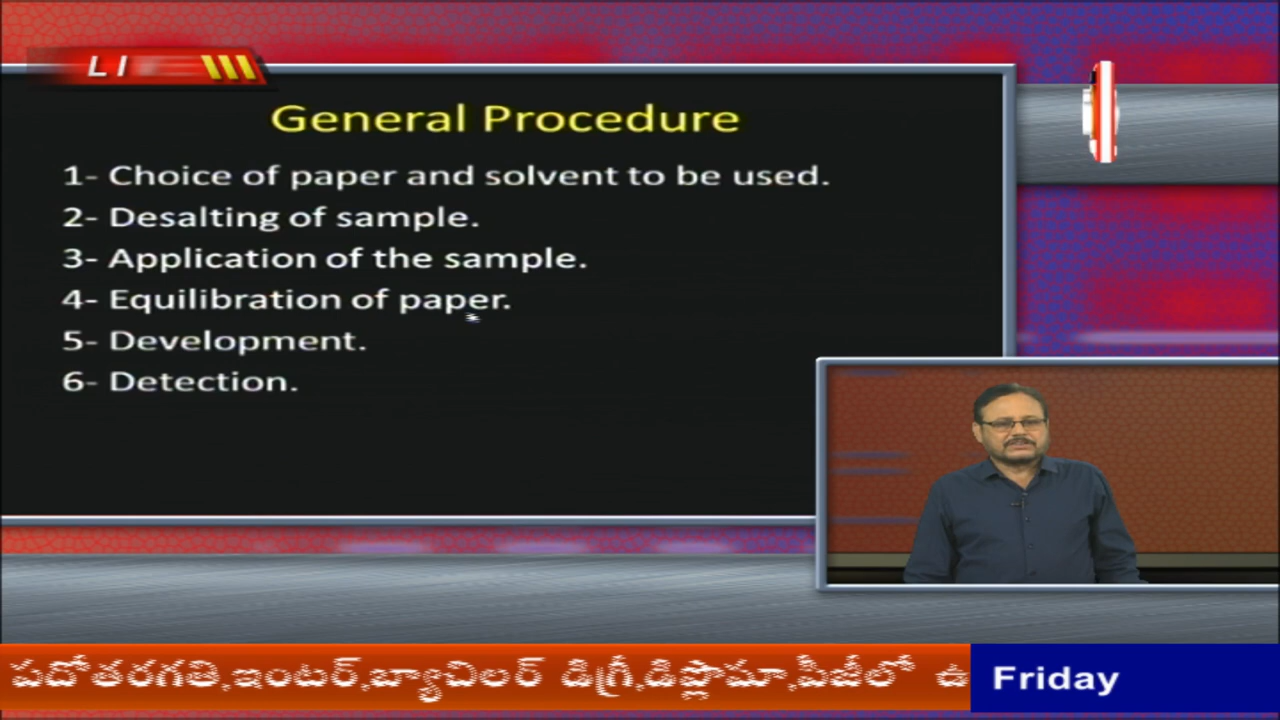 LI
General Procedure
1- Choice of paper and solvent to be used.
2- Desalting of sample.
3- Application of the sample.
4- Equilibration of paper.
5- Development.
6- Detection.
పదోతరగతి,ఇంటర్,బ్యాచిలర్ డిగ్రీ,డిప్లొమా,పీజీలో ఉ
Friday